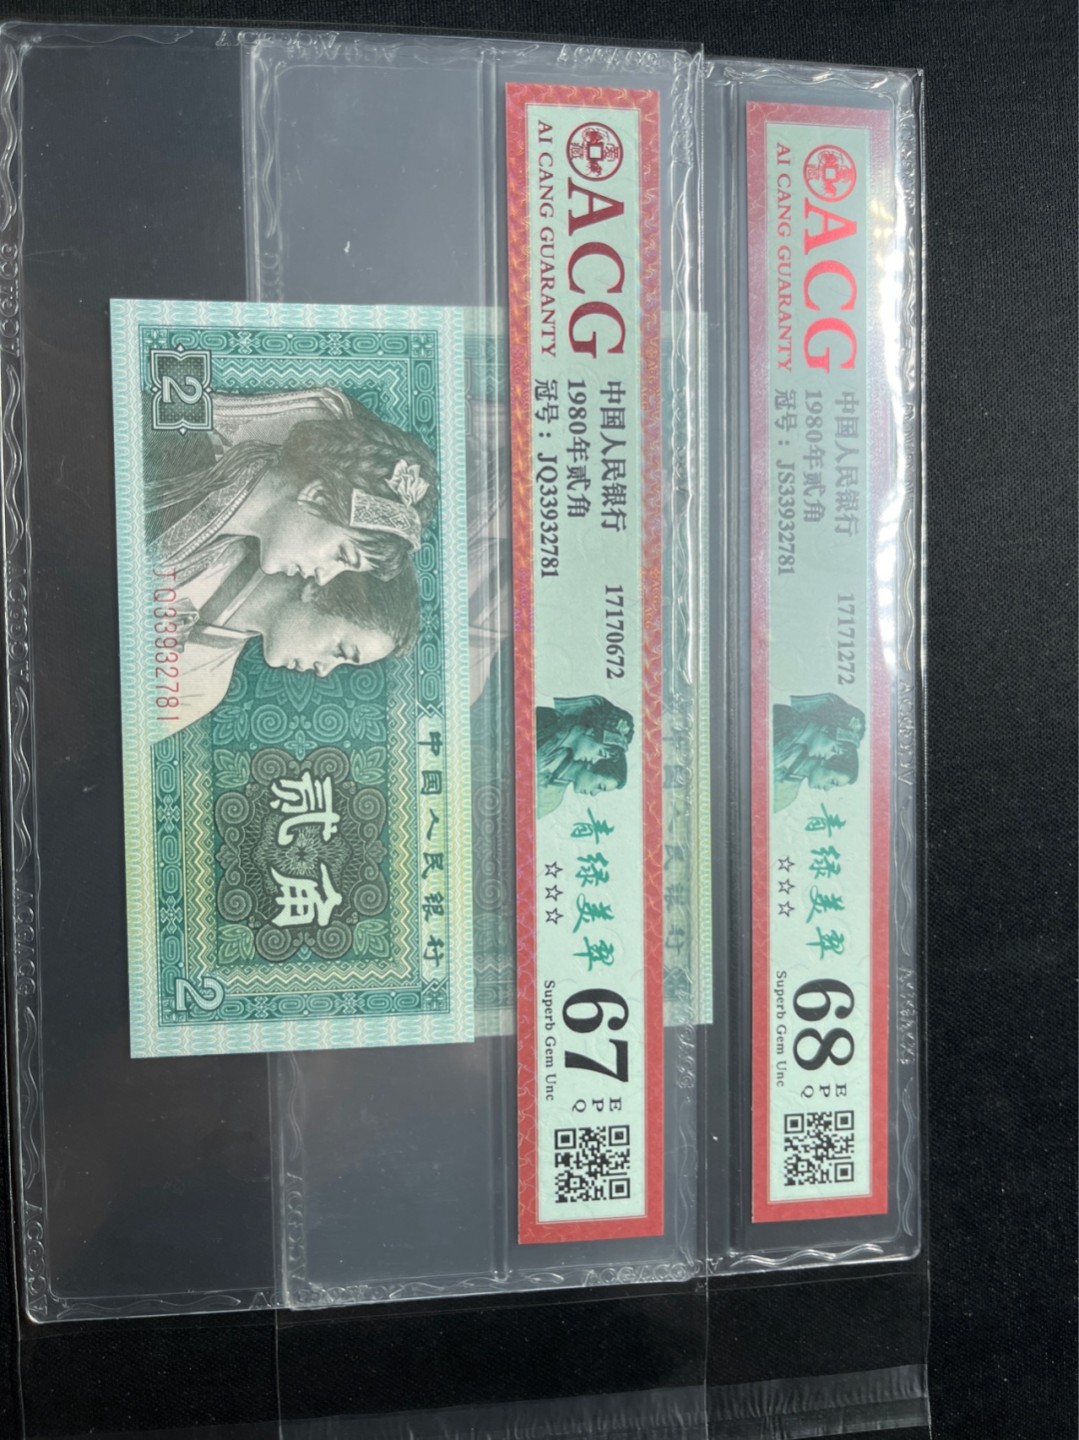 ACG
AI CANG GUARANTY
中国人民银行 17171272
1980年贰角
冠号：JS33932781
青绿美翠
☆☆☆
68
EPQ
Superb Gem Unc
ACG
AI CANG GUARANTY
中国人民银行 17170672
1980年贰角
冠号：JQ33932781
青绿美翠
☆☆☆
67
EPQ
Superb Gem Unc
中国人民银行
贰角
2
2
JQ33932781